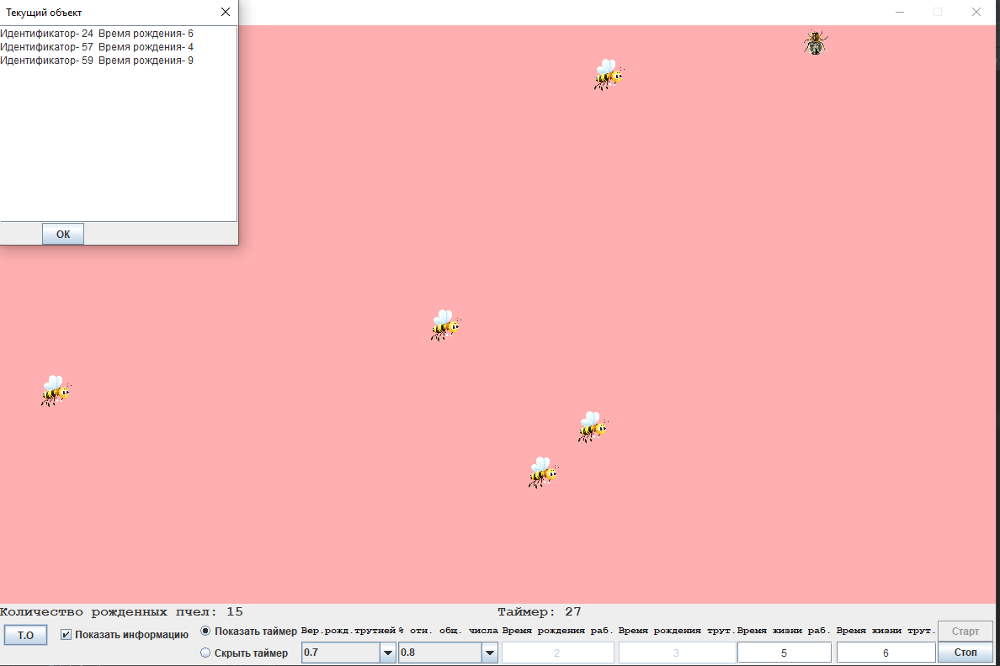 Текущий объект
Идентификатор- 24 Время рождения- 6
Идентификатор- 57 Время рождения- 4
Идентификатор- 59 Время рождения- 9
OK
Количество рожденных пчел: 15 Таймер: 27
Т.О Показать информацию Показать таймер Вер.рожд.трутней % отн. общ. числа Время рождения раб. Время рождения трут. Время жизни раб. Время жизни трут. Старт
Скрыть таймер 0.7 0.8 2 3 5 6 Стоп